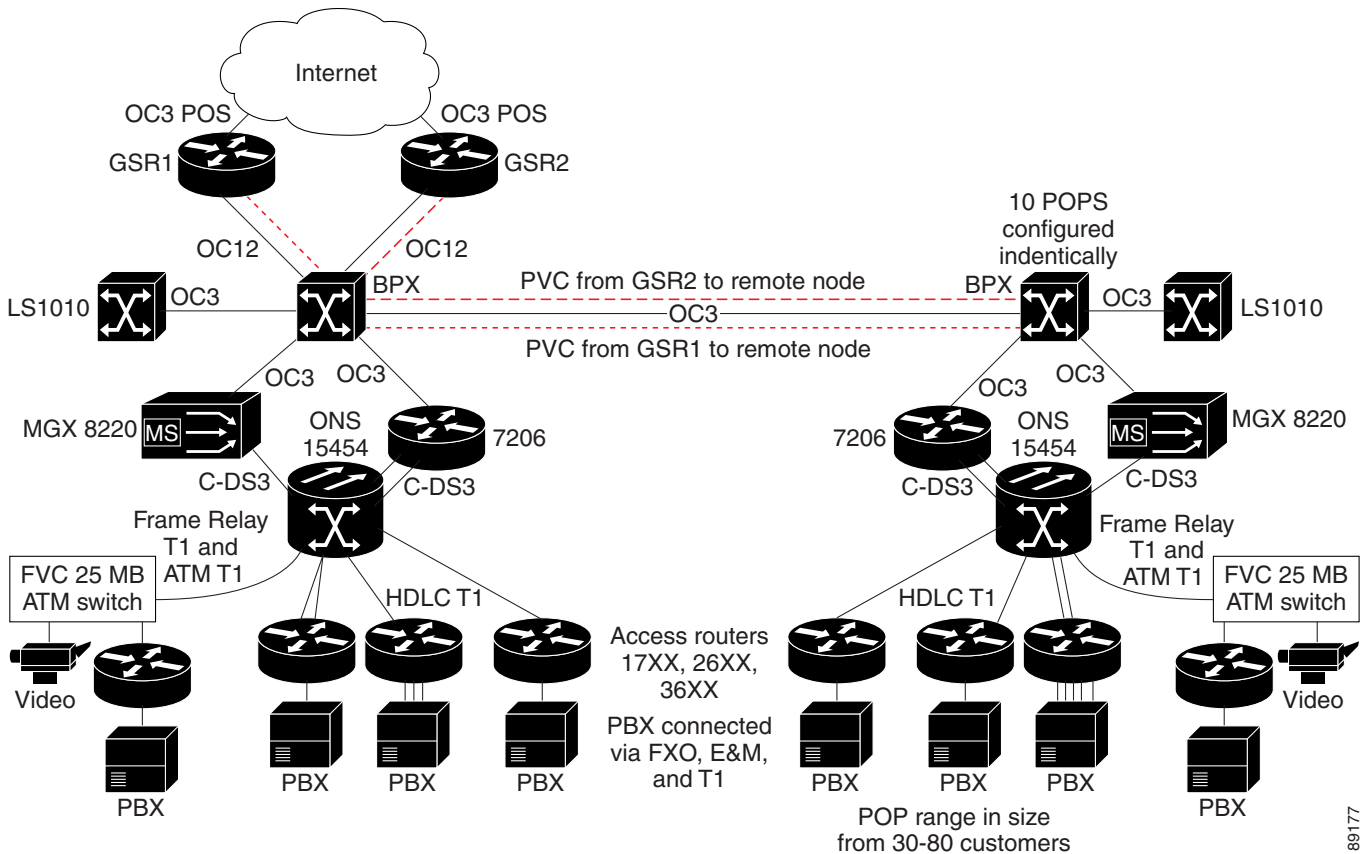 Internet
OC3 POS
OC3 POS
GSR1
GSR2
OC12
OC12
10 POPS
configured
indentically
LS1010
OC3
BPX
PVC from GSR2 to remote node
BPX
OC3
LS1010
OC3
PVC from GSR1 to remote node
OC3
OC3
OC3
OC3
MGX 8220
MS
ONS
15454
7206
7206
ONS
15454
MS
MGX 8220
C-DS3
C-DS3
C-DS3
C-DS3
Frame Relay
T1 and
ATM T1
Frame Relay
T1 and
ATM T1
FVC 25 MB
ATM switch
FVC 25 MB
ATM switch
HDLC T1
HDLC T1
Access routers
17XX, 26XX,
36XX
Video
Video
PBX connected
via FXO, E&M,
and T1
PBX
PBX
PBX
PBX
PBX
PBX
PBX
PBX
POP range in size
from 30-80 customers
89177